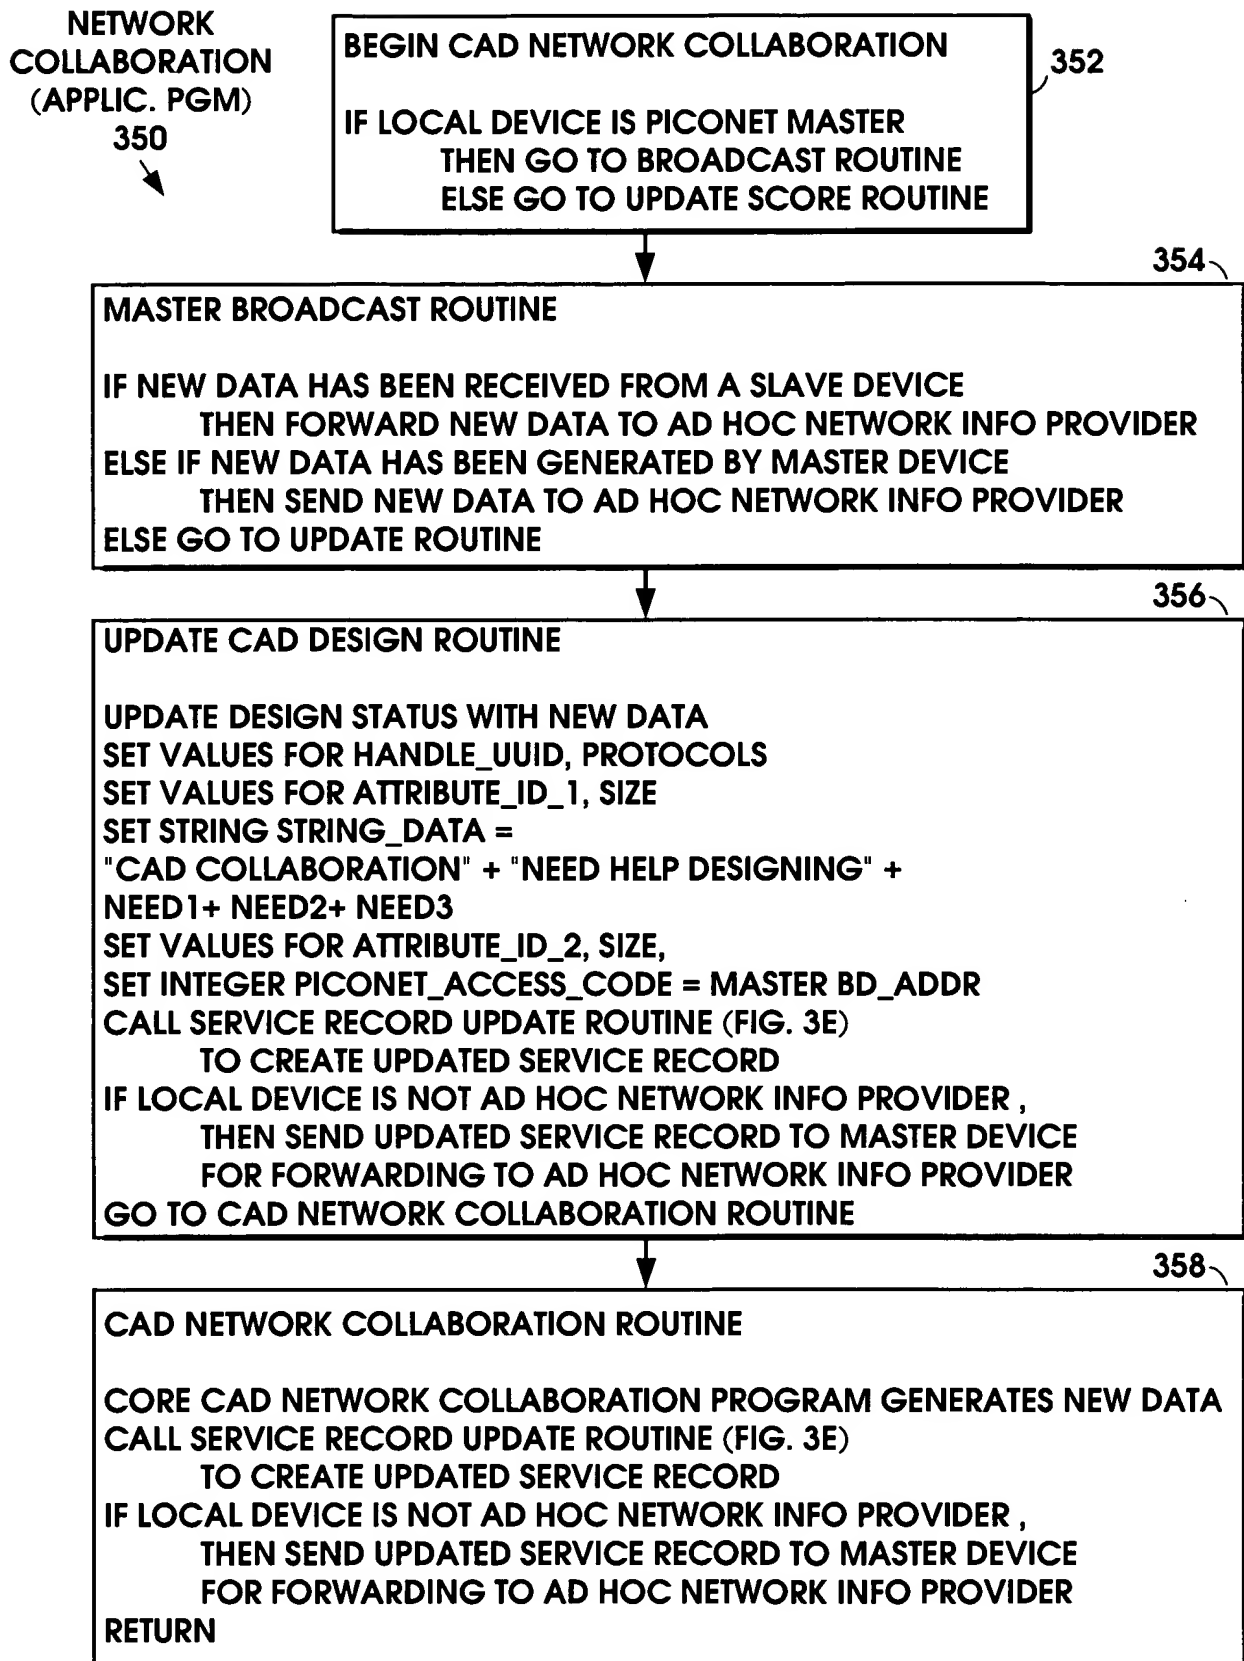 NETWORK
COLLABORATION
(APPLIC. PGM)
350
BEGIN CAD NETWORK COLLABORATION
352
IF LOCAL DEVICE IS PICONET MASTER
THEN GO TO BROADCAST ROUTINE
ELSE GO TO UPDATE SCORE ROUTINE
354
MASTER BROADCAST ROUTINE
IF NEW DATA HAS BEEN RECEIVED FROM A SLAVE DEVICE
THEN FORWARD NEW DATA TO AD HOC NETWORK INFO PROVIDER
ELSE IF NEW DATA HAS BEEN GENERATED BY MASTER DEVICE
THEN SEND NEW DATA TO AD HOC NETWORK INFO PROVIDER
ELSE GO TO UPDATE ROUTINE
356
UPDATE CAD DESIGN ROUTINE
UPDATE DESIGN STATUS WITH NEW DATA
SET VALUES FOR HANDLE_UUID, PROTOCOLS
SET VALUES FOR ATTRIBUTE_ID_1, SIZE
SET STRING STRING_DATA =
"CAD COLLABORATION" + "NEED HELP DESIGNING" +
NEED1+ NEED2+ NEED3
SET VALUES FOR ATTRIBUTE_ID_2, SIZE,
SET INTEGER PICONET_ACCESS_CODE = MASTER BD_ADDR
CALL SERVICE RECORD UPDATE ROUTINE (FIG. 3E)
TO CREATE UPDATED SERVICE RECORD
IF LOCAL DEVICE IS NOT AD HOC NETWORK INFO PROVIDER ,
THEN SEND UPDATED SERVICE RECORD TO MASTER DEVICE
FOR FORWARDING TO AD HOC NETWORK INFO PROVIDER
GO TO CAD NETWORK COLLABORATION ROUTINE
358
CAD NETWORK COLLABORATION ROUTINE
CORE CAD NETWORK COLLABORATION PROGRAM GENERATES NEW DATA
CALL SERVICE RECORD UPDATE ROUTINE (FIG. 3E)
TO CREATE UPDATED SERVICE RECORD
IF LOCAL DEVICE IS NOT AD HOC NETWORK INFO PROVIDER ,
THEN SEND UPDATED SERVICE RECORD TO MASTER DEVICE
FOR FORWARDING TO AD HOC NETWORK INFO PROVIDER
RETURN